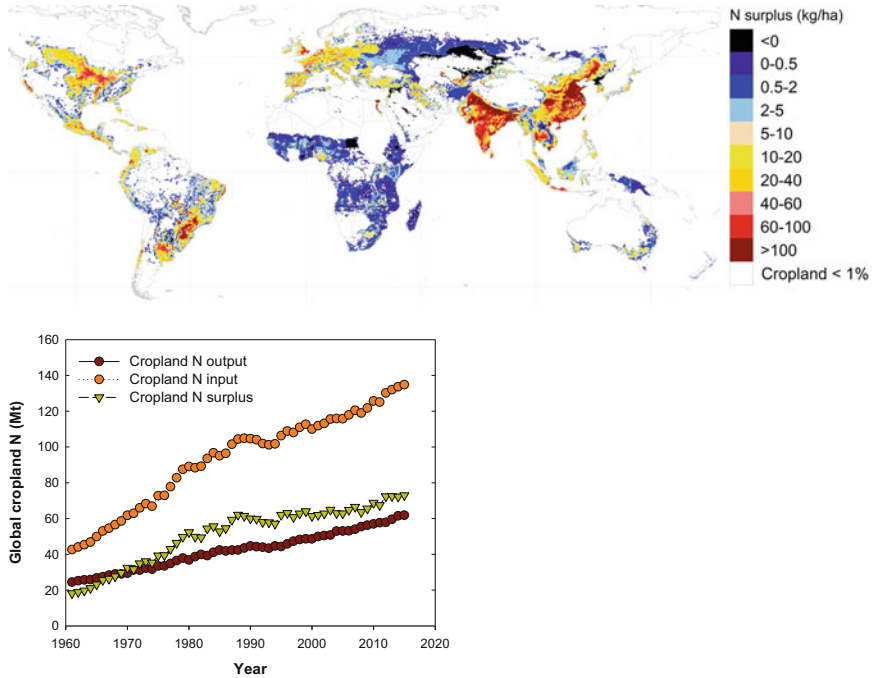 N surplus (kg/ha)
<0
0-0.5
0.5-2
2-5
5-10
10-20
20-40
40-60
60-100
>100
Cropland < 1%
160
140
120
100
80
60
40
20
0
Global cropland N (Mt)
Cropland N output
Cropland N input
Cropland N surplus
1960 1970 1980 1990 2000 2010 2020
Year